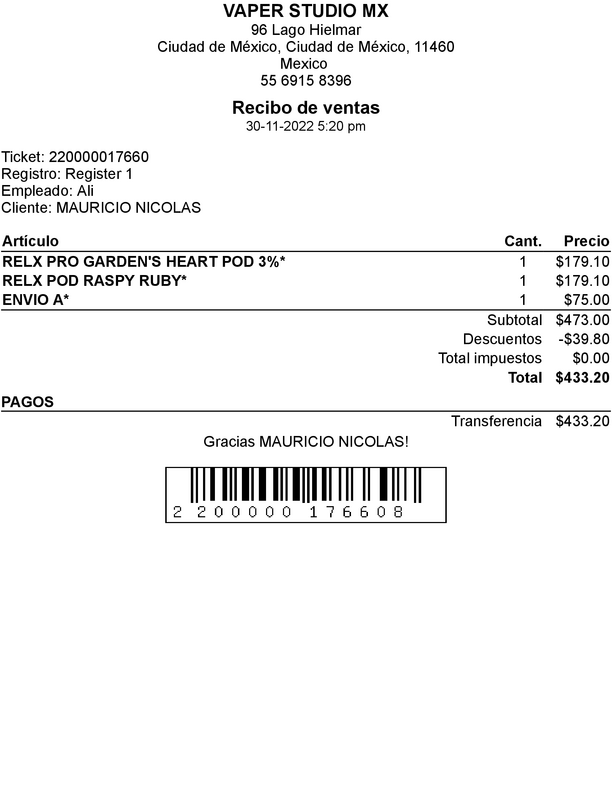 VAPER STUDIO MX
96 Lago Hielmar
Ciudad de México, Ciudad de México, 11460
Mexico
55 6915 8396
Recibo de ventas
30-11-2022 5:20 pm
Ticket: 220000017660
Registro: Register 1
Empleado: Ali
Cliente: MAURICIO NICOLAS
Artículo Cant. Precio
RELX PRO GARDEN'S HEART POD 3%* 1 $179.10
RELX POD RASPY RUBY* 1 $179.10
ENVIO A* 1 $75.00
Subtotal $473.00
Descuentos -$39.80
Total impuestos $0.00
Total $433.20
PAGOS
Transferencia $433.20
Gracias MAURICIO NICOLAS!
2 200000 176608